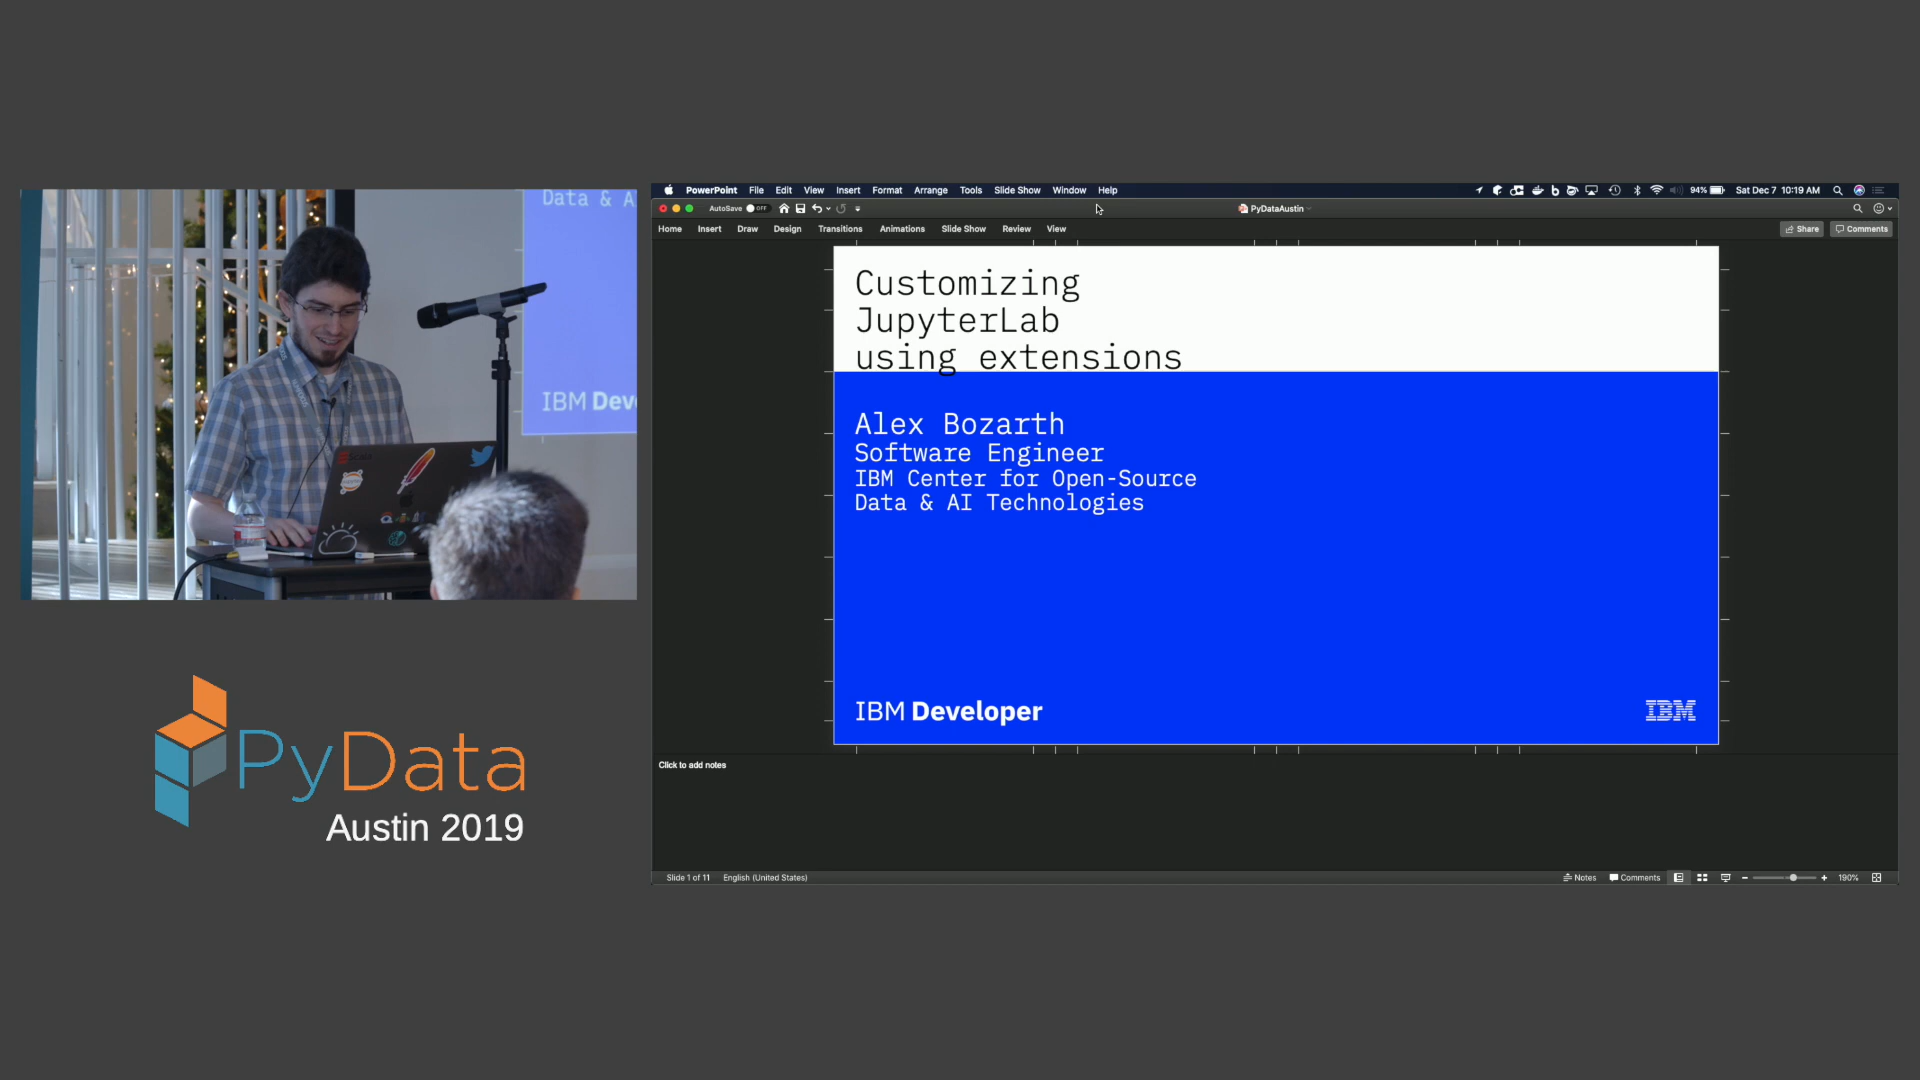 Data & A
IBM Dev
PyData
Austin 2019
PowerPoint File Edit View Insert Format Arrange Tools Slide Show Window Help
94% Sat Dec 7 10:19 AM
AutoSave OFF
PyDataAustin
Home Insert Draw Design Transitions Animations Slide Show Review View
Share Comments
Customizing
JupyterLab
using extensions
Alex Bozarth
Software Engineer
IBM Center for Open-Source
Data & AI Technologies
IBM Developer
IBM
Click to add notes
Slide 1 of 11 English (United States)
Notes Comments 190%